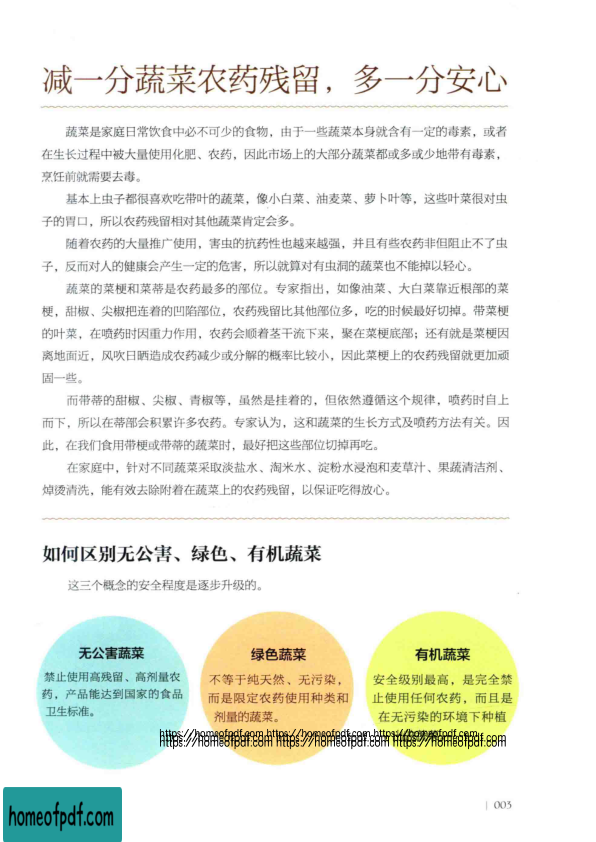 减一分蔬菜农药残留，多一分安心
蔬菜是家庭日常饮食中必不可少的食物，由于一些蔬菜本身就含有一定的毒素，或者
在生长过程中被大量使用化肥、农药，因此市场上的大部分蔬菜都或多或少地带有毒素，
烹饪前就需要去毒。
基本上虫子都很喜欢吃带叶的蔬菜，像小白菜、油麦菜、萝卜叶等，这些叶菜很对虫
子的胃口，所以农药残留相对其他蔬菜肯定会多。
随着农药的大量推广使用，害虫的抗药性也越来越强，并且有些农药非但阻止不了虫
子，反而对人的健康会产生一定的危害，所以就算对有虫洞的蔬菜也不能掉以轻心。
蔬菜的菜梗和菜蒂是农药最多的部位。专家指出，如像油菜、大白菜靠近根部的菜
梗，甜椒、尖椒把连着的凹陷部位，农药残留比其他部位多，吃的时候最好切掉。带菜梗
的叶菜，在喷药时因重力作用，农药会顺着茎干流下来，聚在菜梗底部；还有就是菜梗因
离地面近，风吹日晒造成农药减少或分解的概率比较小，因此菜梗上的农药残留就更加顽
固一些。
而带蒂的甜椒、尖椒、青椒等，虽然是挂着的，但依然遵循这个规律，喷药时自上
而下，所以在蒂部会积累许多农药。专家认为，这和蔬菜的生长方式及喷药方法有关。因
此，在我们食用带梗或带蒂的蔬菜时，最好把这些部位切掉再吃。
在家庭中，针对不同蔬菜采取淡盐水、淘米水、淀粉水浸泡和麦草汁、果蔬清洁剂、
焯烫清洗，能有效去除附着在蔬菜上的农药残留，以保证吃得放心。
如何区别无公害、绿色、有机蔬菜
这三个概念的安全程度是逐步升级的。
无公害蔬菜
禁止使用高残留、高剂量农
药，产品能达到国家的食品
卫生标准。
绿色蔬菜
不等于纯天然、无污染，
而是限定农药使用种类和
剂量的蔬菜。
有机蔬菜
安全级别最高，是完全禁
止使用任何农药，而且是
在无污染的环境下种植
https://homeofpdf.com https://homeofpdf.com https://homeofpdf.com
https://homeofpdf.com https://homeofpdf.com https://homeofpdf.com
homeofpdf.com
003